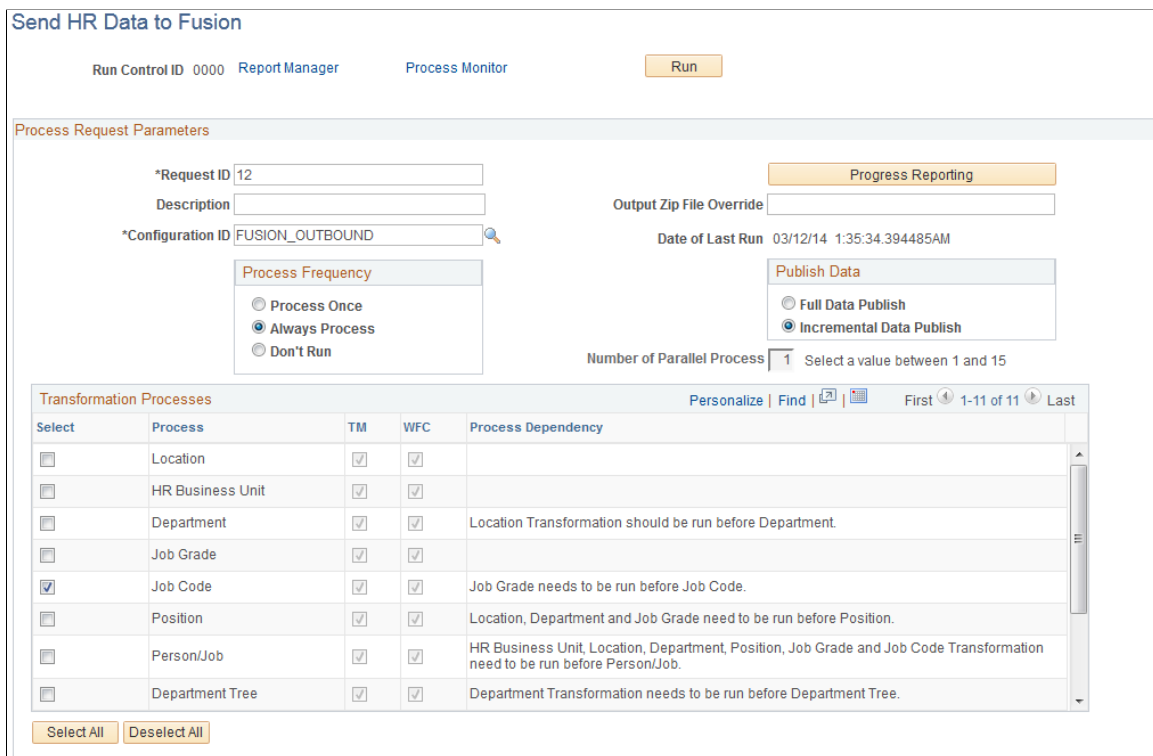 Send HR Data to Fusion
Run Control ID 0000 Report Manager Process Monitor Run
Process Request Parameters
*Request ID 12 Progress Reporting
Description Output Zip File Override
*Configuration ID FUSION_OUTBOUND Date of Last Run 03/12/14 1:35:34.394485AM
Process Frequency Publish Data
Process Once Full Data Publish
Always Process Incremental Data Publish
Don't Run
Number of Parallel Process 1 Select a value between 1 and 15
Transformation Processes Personalize | Find | | First 1-11 of 11 Last
Select Process TM WFC Process Dependency
Location
HR Business Unit
Department Location Transformation should be run before Department.
Job Grade
Job Code Job Grade needs to be run before Job Code.
Position Location, Department and Job Grade need to be run before Position.
Person/Job HR Business Unit, Location, Department, Position, Job Grade and Job Code Transformation
need to be run before Person/Job.
Department Tree Department Transformation needs to be run before Department Tree.
Select All Deselect All